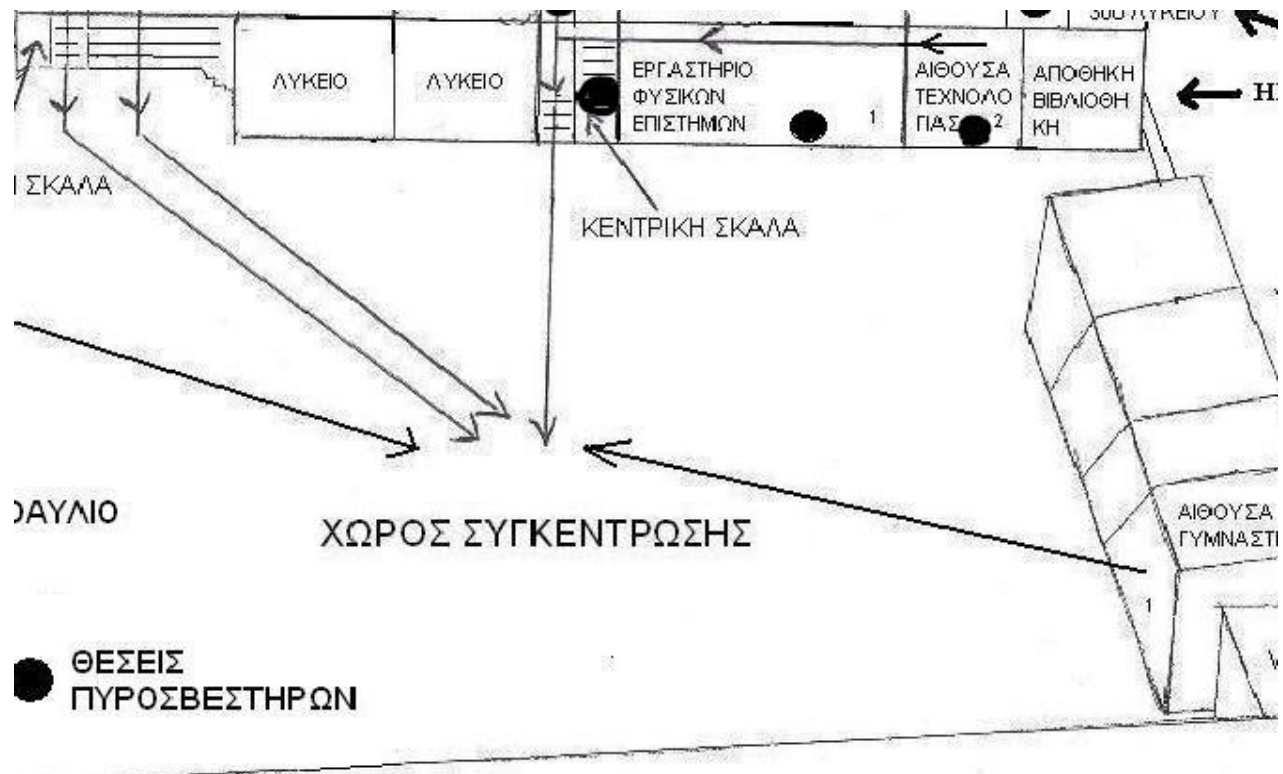 3ου ΛΥΚΕΙΟΥ
ΛΥΚΕΙΟ
ΛΥΚΕΙΟ
ΕΡΓΑΣΤΗΡΙΟ
ΦΥΣΙΚΩΝ
ΕΠΙΣΤΗΜΩΝ
1
ΑΙΘΟΥΣΑ
ΤΕΧΝΟΛΟ
ΓΙΑΣ 2
ΑΠΟΘΗΚΗ
ΒΙΒΛΙΟΘΗ
ΚΗ
ΣΚΑΛΑ
ΚΕΝΤΡΙΚΗ ΣΚΑΛΑ
ΟΑΥΛΙΟ
ΧΩΡΟΣ ΣΥΓΚΕΝΤΡΩΣΗΣ
ΑΙΘΟΥΣΑ
ΓΥΜΝΑΣΤ
1
ΘΕΣΕΙΣ
ΠΥΡΟΣΒΕΣΤΗΡΩΝ